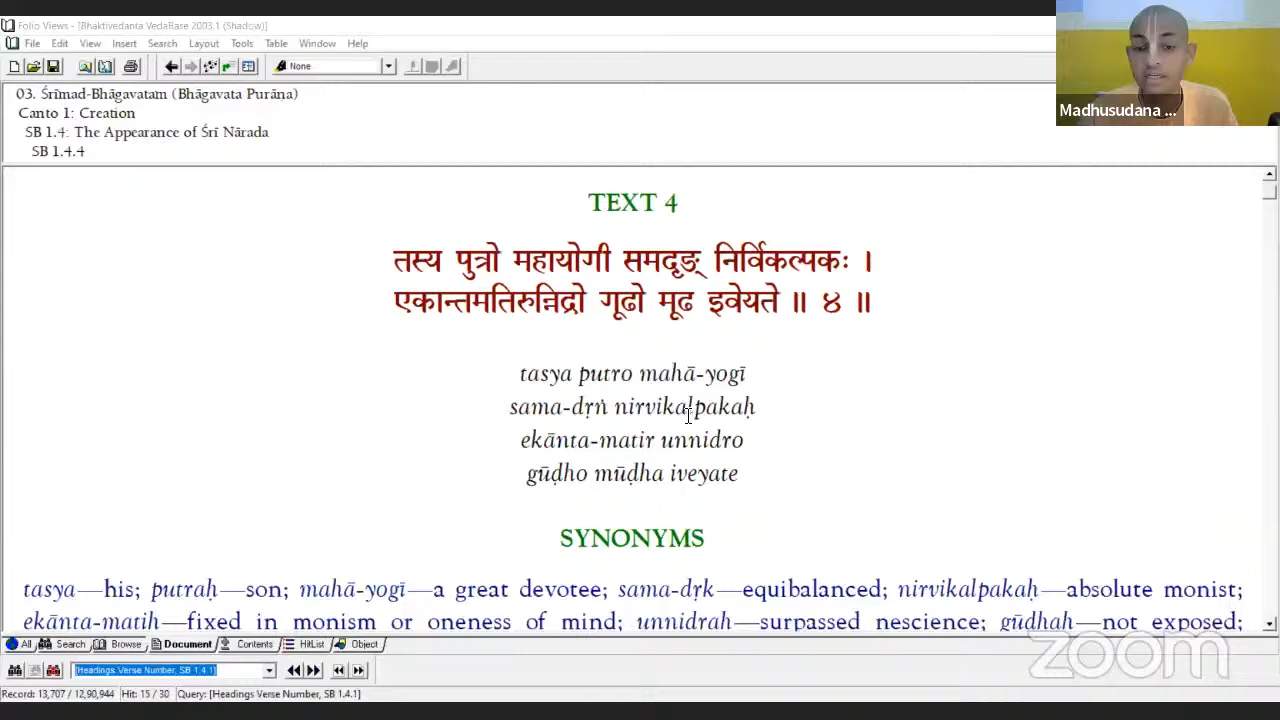 Folio Views - [Bhaktivedanta VedaBase 2003.1 (Shadow)]
File Edit View Insert Search Layout Tools Table Window Help
None
03. Śrīmad-Bhāgavatam (Bhāgavata Purāṇa)
Canto 1: Creation
SB 1.4: The Appearance of Śrī Nārada
SB 1.4.4
Madhusudana ...
TEXT 4
तस्य पुत्रो महायोगी समदृङ् निर्विकल्पकः ।
एकान्तमतिरुन्निद्रो गूढो मूढ इवेयते ॥ ४ ॥
tasya putro mahā-yogī
sama-dṛṅ nirvikalpakaḥ
ekānta-matir unnidro
gūḍho mūḍha iveyate
SYNONYMS
tasya—his; putraḥ—son; mahā-yogī—a great devotee; sama-dṛk—equibalanced; nirvikalpakaḥ—absolute monist;
ekānta-matiḥ—fixed in monism or oneness of mind; unnidraḥ—surpassed nescience; gūḍhaḥ—not exposed;
All Search Browse Document Contents HitList Object
[Headings Verse Number, SB 1.4.1]
Record: 13,707 / 12,90,944 Hit: 15 / 30 Query: [Headings Verse Number, SB 1.4.1]
zoom